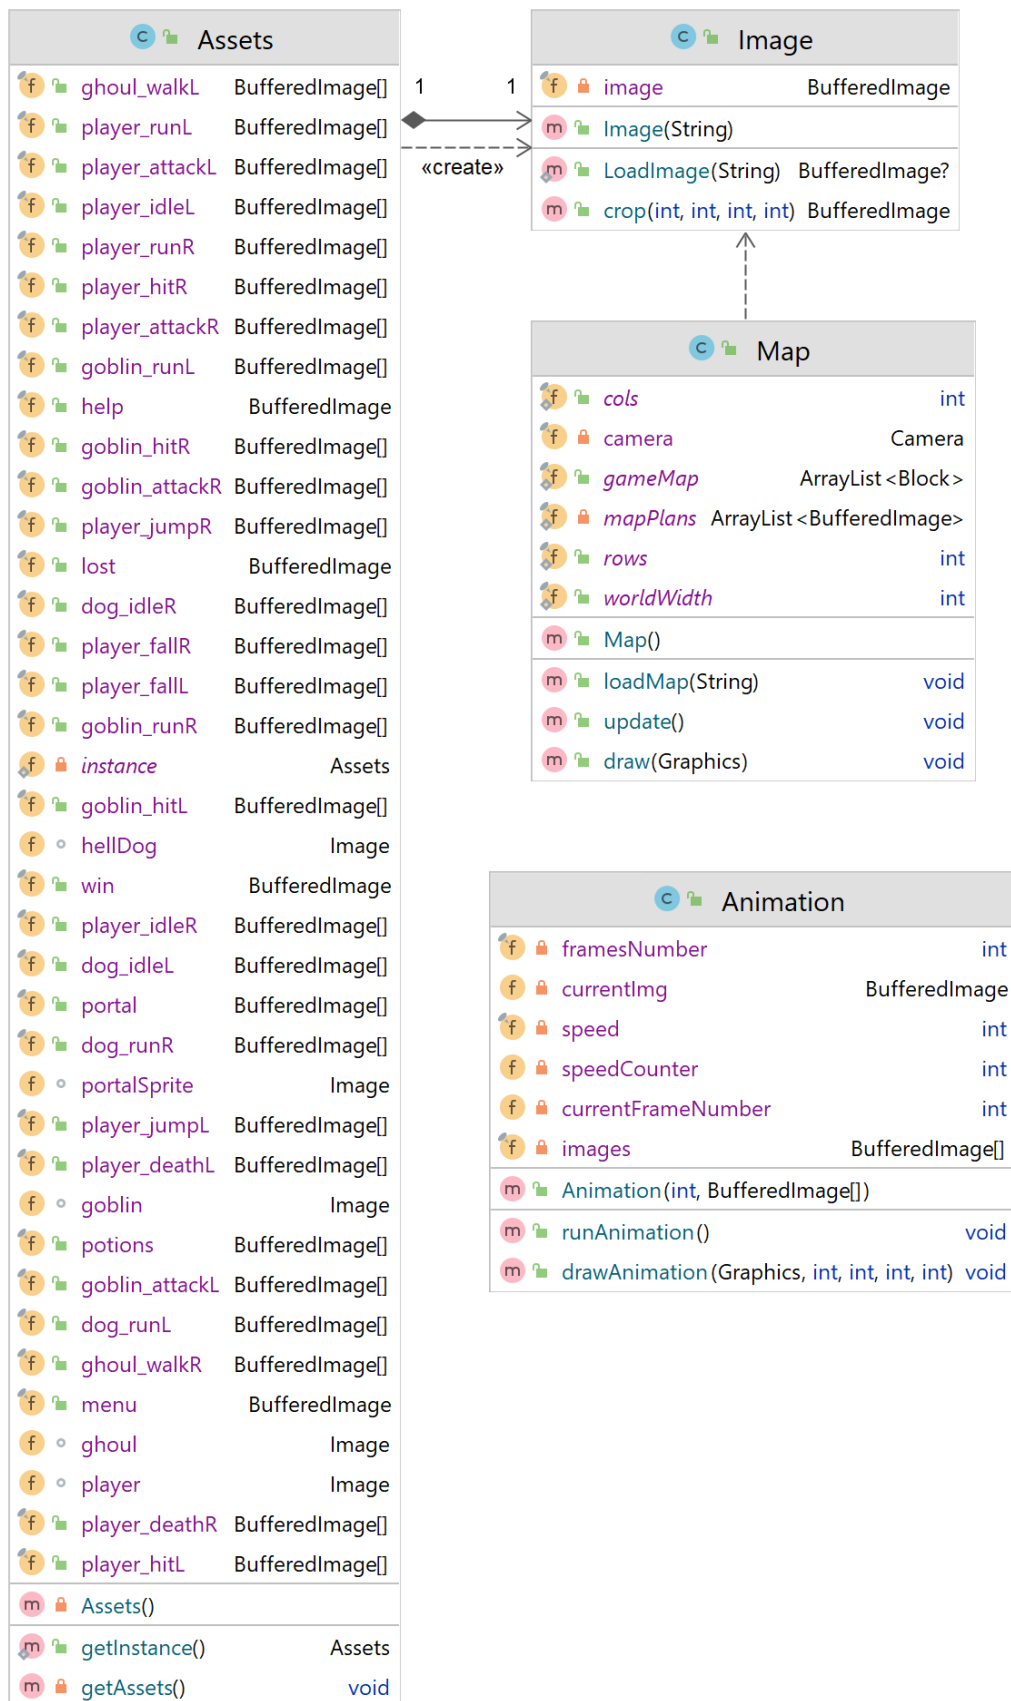 Assets
ghoul_walkL BufferedImage[]
player_runL BufferedImage[]
player_attackL BufferedImage[]
player_idleL BufferedImage[]
player_runR BufferedImage[]
player_hitR BufferedImage[]
player_attackR BufferedImage[]
goblin_runL BufferedImage[]
help BufferedImage
goblin_hitR BufferedImage[]
goblin_attackR BufferedImage[]
player_jumpR BufferedImage[]
lost BufferedImage
dog_idleR BufferedImage[]
player_fallR BufferedImage[]
player_fallL BufferedImage[]
goblin_runR BufferedImage[]
instance Assets
goblin_hitL BufferedImage[]
hellDog Image
win BufferedImage
player_idleR BufferedImage[]
dog_idleL BufferedImage[]
portal BufferedImage[]
dog_runR BufferedImage[]
portalSprite Image
player_jumpL BufferedImage[]
player_deathL BufferedImage[]
goblin Image
potions BufferedImage[]
goblin_attackL BufferedImage[]
dog_runL BufferedImage[]
ghoul_walkR BufferedImage[]
menu BufferedImage
ghoul Image
player Image
player_deathR BufferedImage[]
player_hitL BufferedImage[]
Assets()
getInstance() Assets
getAssets() void
1 1
«create»
Image
image BufferedImage
Image(String)
LoadImage(String) BufferedImage?
crop(int, int, int, int) BufferedImage
Map
cols int
camera Camera
gameMap ArrayList<Block>
mapPlans ArrayList<BufferedImage>
rows int
worldWidth int
Map()
loadMap(String) void
update() void
draw(Graphics) void
Animation
framesNumber int
currentImg BufferedImage
speed int
speedCounter int
currentFrameNumber int
images BufferedImage[]
Animation(int, BufferedImage[])
runAnimation() void
drawAnimation(Graphics, int, int, int, int) void